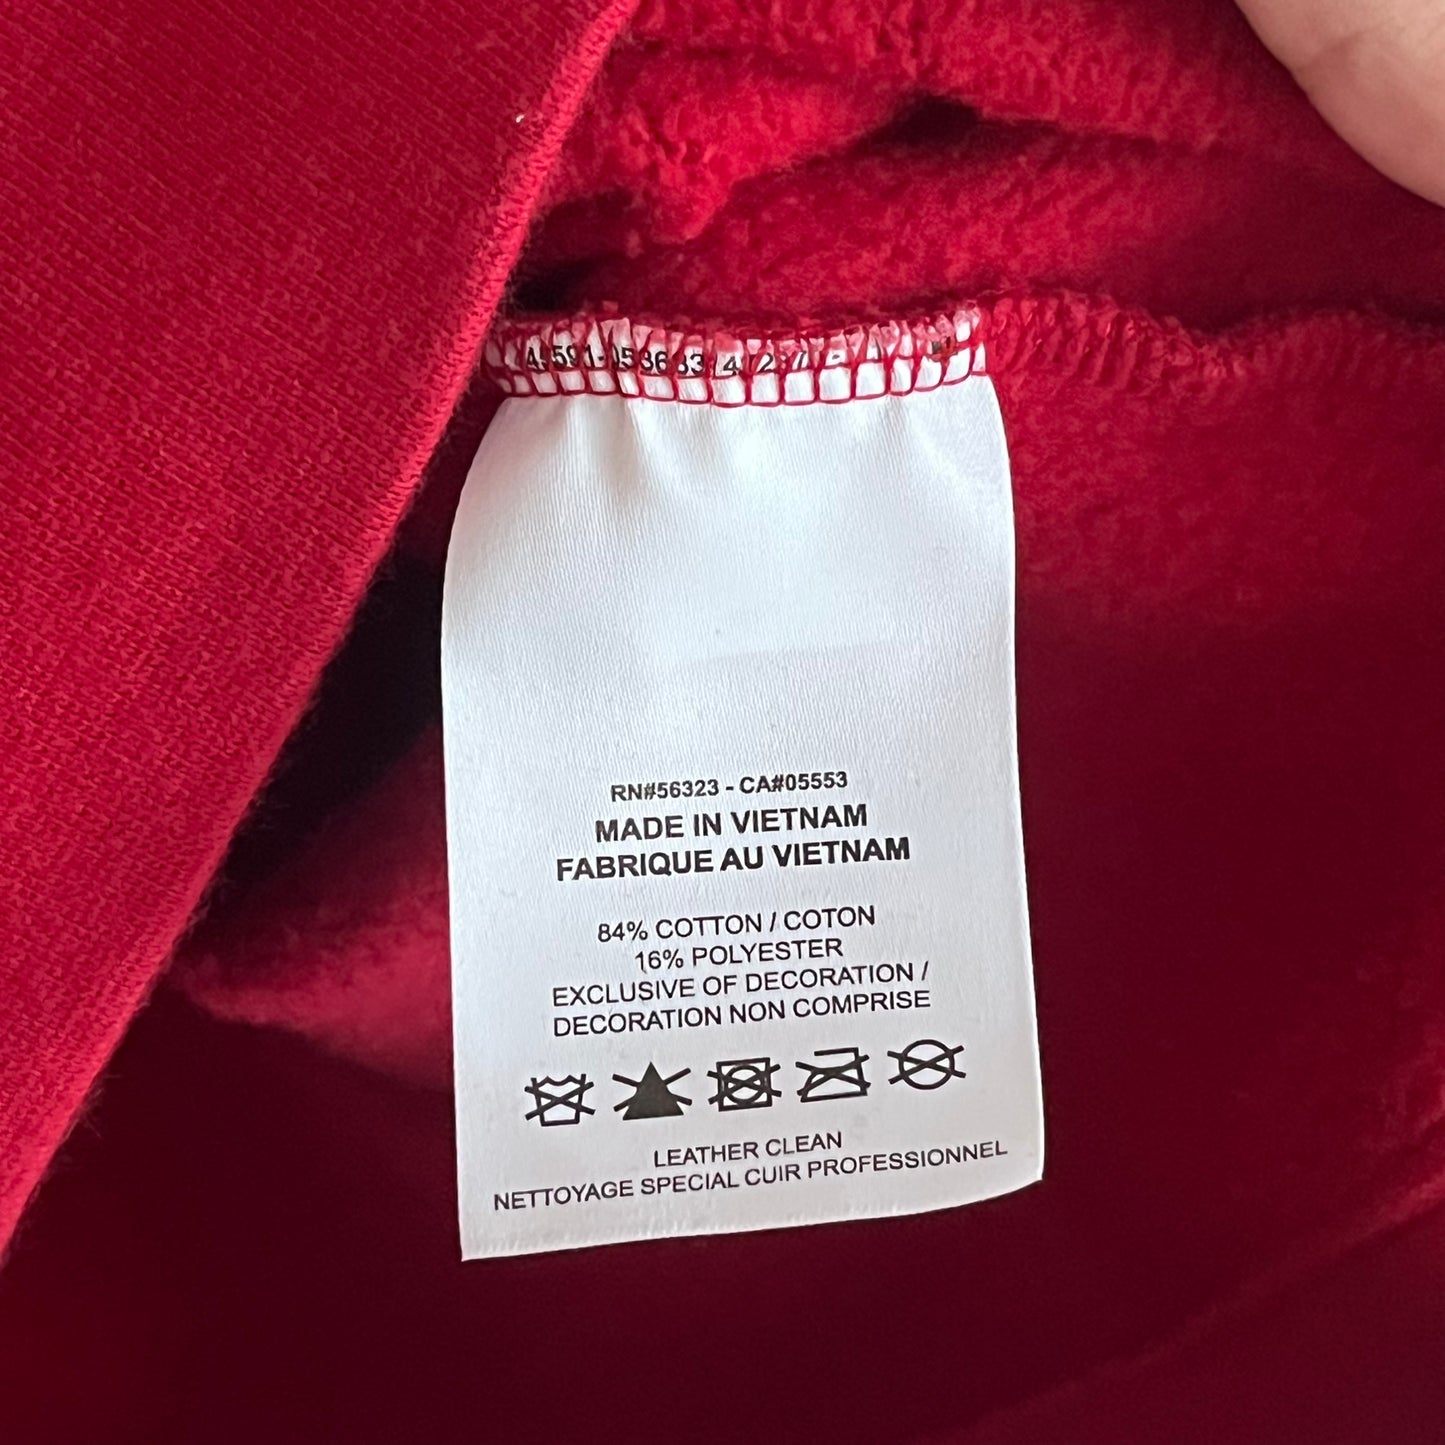 RN#56323 - CA#05553
MADE IN VIETNAM
FABRIQUE AU VIETNAM
84% COTTON / COTON
16% POLYESTER
EXCLUSIVE OF DECORATION /
DECORATION NON COMPRISE
LEATHER CLEAN
NETTOYAGE SPECIAL CUIR PROFESSIONNEL